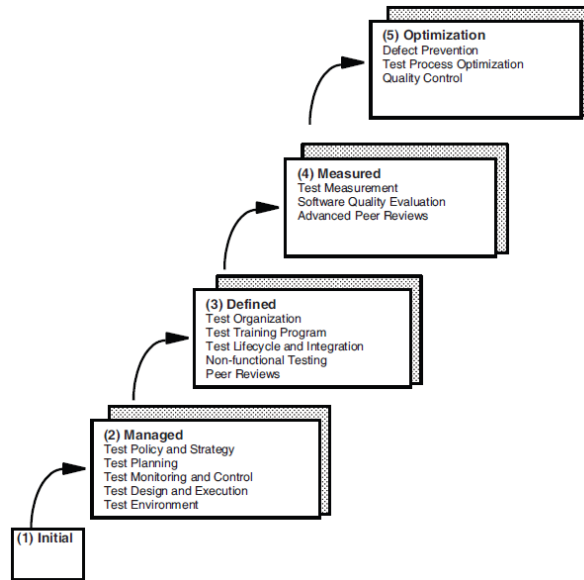 (5) Optimization
Defect Prevention
Test Process Optimization
Quality Control
(4) Measured
Test Measurement
Software Quality Evaluation
Advanced Peer Reviews
(3) Defined
Test Organization
Test Training Program
Test Lifecycle and Integration
Non-functional Testing
Peer Reviews
(2) Managed
Test Policy and Strategy
Test Planning
Test Monitoring and Control
Test Design and Execution
Test Environment
(1) Initial